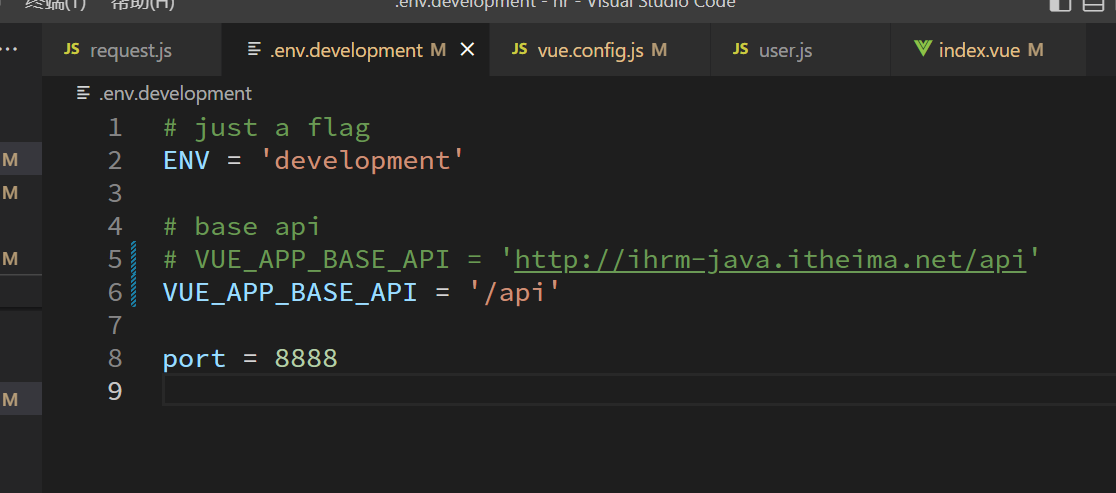 终端(T) 帮助(H) .env.development - hr - Visual Studio Code
... JS request.js .env.development M × JS vue.config.js M JS user.js index.vue M
.env.development
1 # just a flag
M 2 ENV = 'development'
M 3
4 # base api
M 5 # VUE_APP_BASE_API = 'http://ihrm-java.itheima.net/api'
6 VUE_APP_BASE_API = '/api'
7
8 port = 8888
M 9